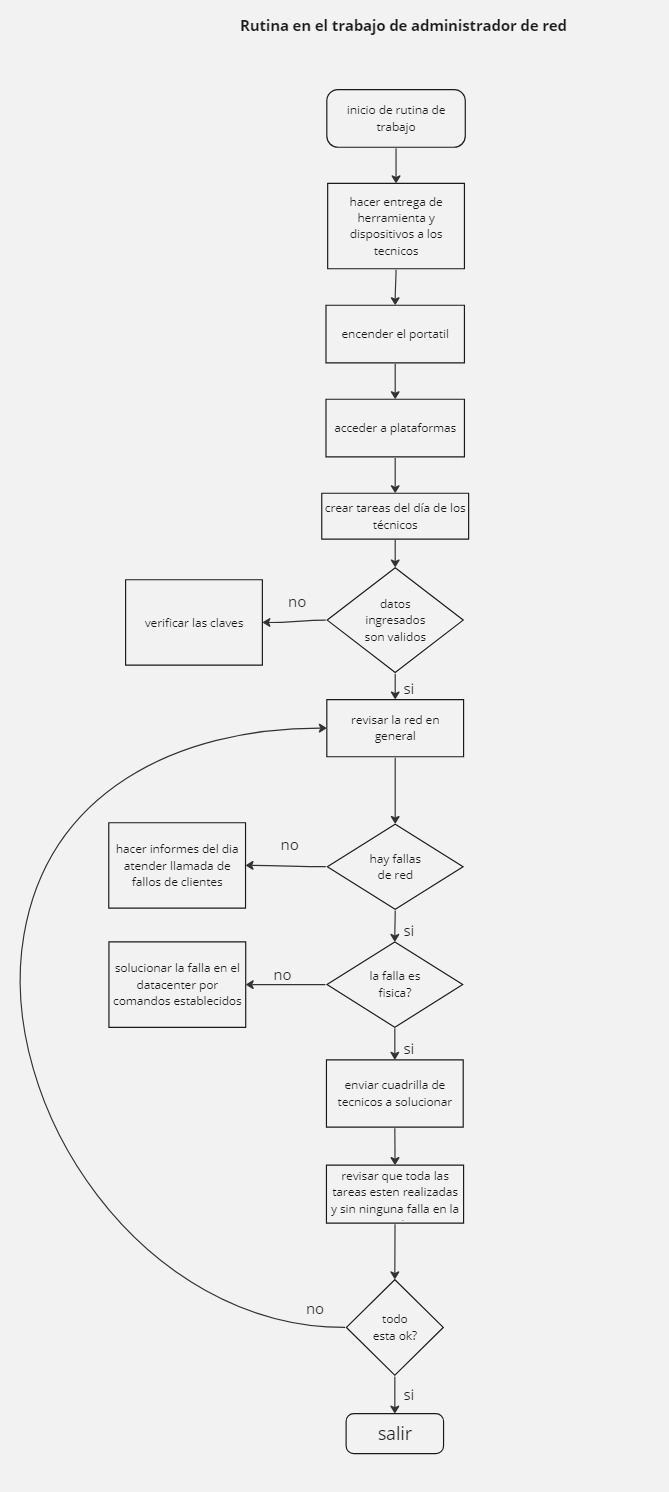 Rutina en el trabajo de administrador de red
inicio de rutina de
trabajo
hacer entrega de
herramienta y
dispositivos a los
tecnicos
encender el portatil
acceder a plataformas
crear tareas del día de los
técnicos
datos
ingresados
son validos
no
verificar las claves
si
revisar la red en
general
hay fallas
de red
no
hacer informes del dia
atender llamada de
fallos de clientes
si
la falla es
fisica?
no
solucionar la falla en el
datacenter por
comandos establecidos
si
enviar cuadrilla de
tecnicos a solucionar
revisar que toda las
tareas esten realizadas
y sin ninguna falla en la
todo
esta ok?
no
si
salir